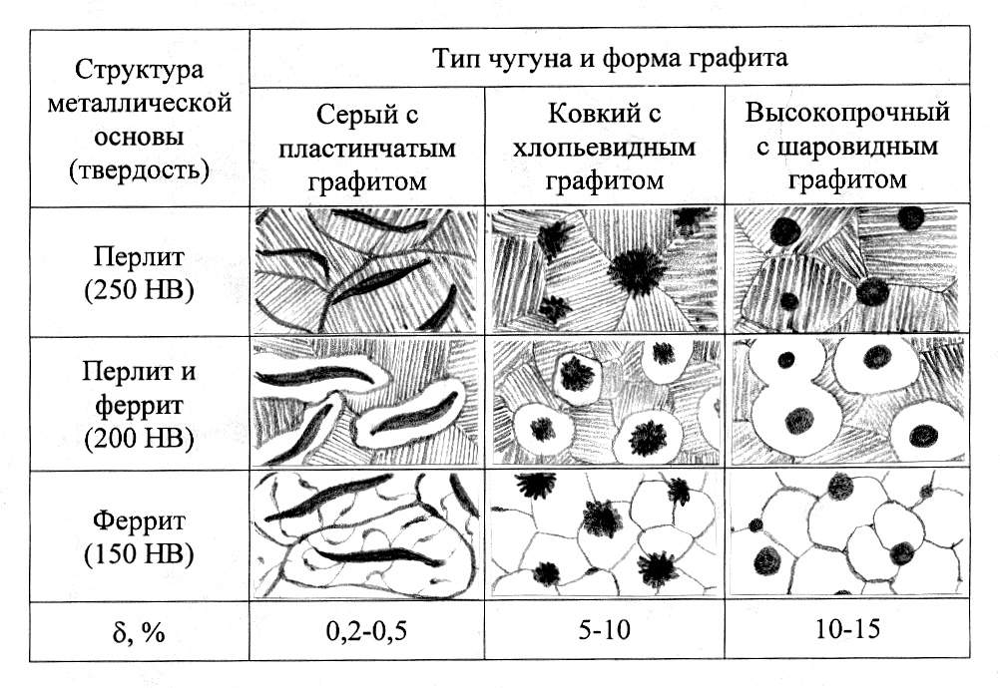 Структура
металлической
основы
(твердость)
Тип чугуна и форма графита
Серый с
пластинчатым
графитом
Ковкий с
хлопьевидным
графитом
Высокопрочный
с шаровидным
графитом
Перлит
(250 НВ)
Перлит и
феррит
(200 НВ)
Феррит
(150 НВ)
δ, %
0,2-0,5
5-10
10-15